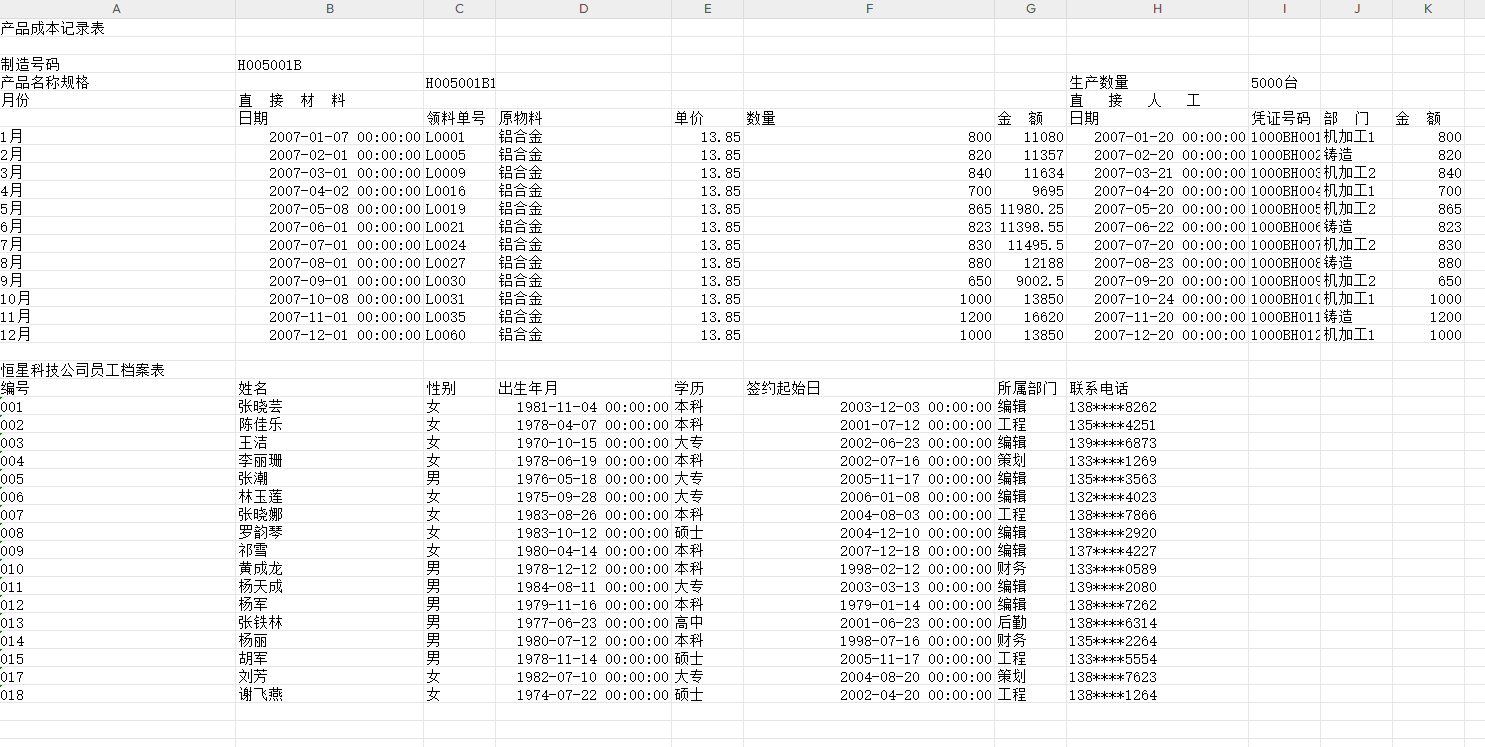 A B C D E F G H I J K
产品成本记录表
制造号码 H005001B
产品名称规格 H005001B1 生产数量 5000台
月份 直 接 材 料 直 接 人 工
日期 领料单号 原物料 单价 数量 金 额 日期 凭证号码 部 门 金 额
1月 2007-01-07 00:00:00 L0001 铝合金 13.85 800 11080 2007-01-20 00:00:00 1000BH001 机加工1 800
2月 2007-02-01 00:00:00 L0005 铝合金 13.85 820 11357 2007-02-20 00:00:00 1000BH002 铸造 820
3月 2007-03-01 00:00:00 L0009 铝合金 13.85 840 11634 2007-03-21 00:00:00 1000BH003 机加工2 840
4月 2007-04-02 00:00:00 L0016 铝合金 13.85 700 9695 2007-04-20 00:00:00 1000BH004 机加工1 700
5月 2007-05-08 00:00:00 L0019 铝合金 13.85 865 11980.25 2007-05-20 00:00:00 1000BH005 机加工2 865
6月 2007-06-01 00:00:00 L0021 铝合金 13.85 823 11398.55 2007-06-22 00:00:00 1000BH006 铸造 823
7月 2007-07-01 00:00:00 L0024 铝合金 13.85 830 11495.5 2007-07-20 00:00:00 1000BH007 机加工2 830
8月 2007-08-01 00:00:00 L0027 铝合金 13.85 880 12188 2007-08-23 00:00:00 1000BH008 铸造 880
9月 2007-09-01 00:00:00 L0030 铝合金 13.85 650 9002.5 2007-09-20 00:00:00 1000BH009 机加工2 650
10月 2007-10-08 00:00:00 L0031 铝合金 13.85 1000 13850 2007-10-24 00:00:00 1000BH010 机加工1 1000
11月 2007-11-01 00:00:00 L0035 铝合金 13.85 1200 16620 2007-11-20 00:00:00 1000BH011 铸造 1200
12月 2007-12-01 00:00:00 L0060 铝合金 13.85 1000 13850 2007-12-20 00:00:00 1000BH012 机加工1 1000
恒星科技公司员工档案表
编号 姓名 性别 出生年月 学历 签约起始日 所属部门 联系电话
001 张晓芸 女 1981-11-04 00:00:00 本科 2003-12-03 00:00:00 编辑 138****8262
002 陈佳乐 女 1978-04-07 00:00:00 本科 2001-07-12 00:00:00 工程 135****4251
003 王洁 女 1970-10-15 00:00:00 大专 2002-06-23 00:00:00 编辑 139****6873
004 李丽珊 女 1978-06-19 00:00:00 本科 2002-07-16 00:00:00 策划 133****1269
005 张潮 男 1976-05-18 00:00:00 大专 2005-11-17 00:00:00 编辑 135****3563
006 林玉莲 女 1975-09-28 00:00:00 大专 2006-01-08 00:00:00 编辑 132****4023
007 张晓娜 女 1983-08-26 00:00:00 本科 2004-08-03 00:00:00 工程 138****7866
008 罗韵琴 女 1983-10-12 00:00:00 硕士 2004-12-10 00:00:00 编辑 138****2920
009 祁雪 女 1980-04-14 00:00:00 本科 2007-12-18 00:00:00 编辑 137****4227
010 黄成龙 男 1978-12-12 00:00:00 本科 1998-02-12 00:00:00 财务 133****0589
011 杨天成 男 1984-08-11 00:00:00 大专 2003-03-13 00:00:00 编辑 139****2080
012 杨军 男 1979-11-16 00:00:00 本科 1979-01-14 00:00:00 编辑 138****7262
013 张铁林 男 1977-06-23 00:00:00 高中 2001-06-23 00:00:00 后勤 138****6314
014 杨丽 男 1980-07-12 00:00:00 本科 1998-07-16 00:00:00 财务 135****2264
015 胡军 男 1978-11-14 00:00:00 硕士 2005-11-17 00:00:00 工程 133****5554
017 刘芳 女 1982-07-10 00:00:00 大专 2004-08-20 00:00:00 策划 138****7623
018 谢飞燕 女 1974-07-22 00:00:00 硕士 2002-04-20 00:00:00 工程 138****1264